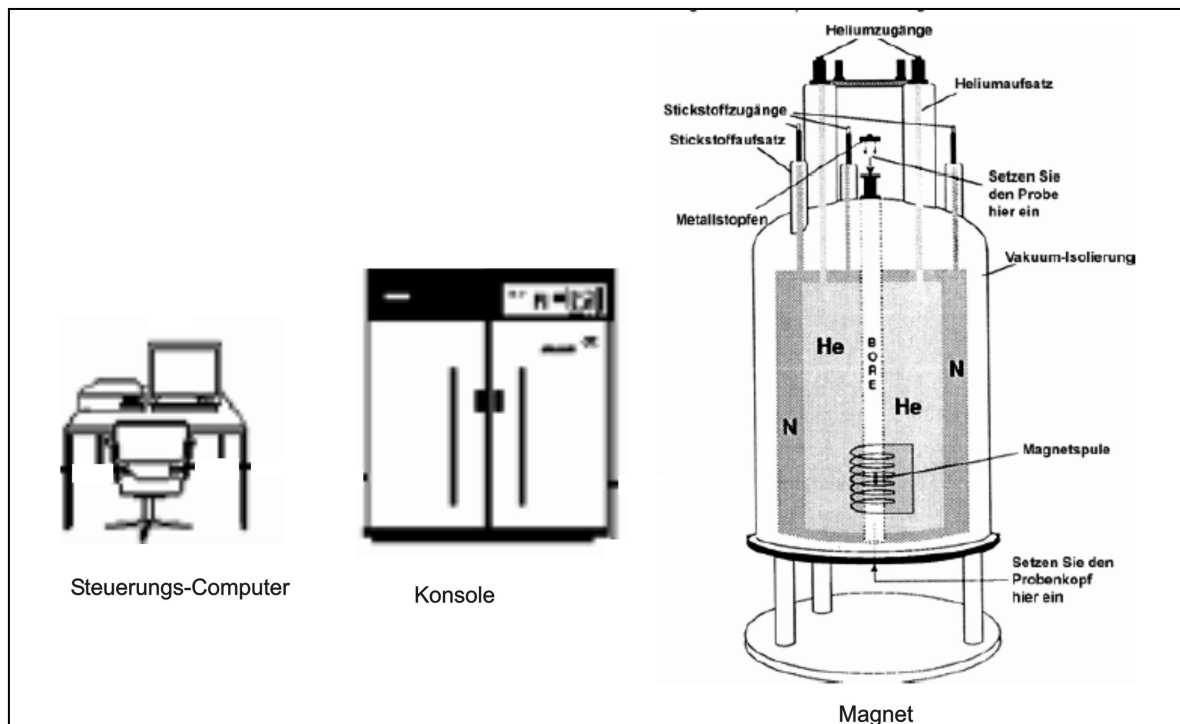 Heliumzugänge
Heliumaufsatz
Stickstoffzugänge
Stickstoffaufsatz
Setzen Sie
den Probe
hier ein
Metallstopfen
Vakuum-Isolierung
He
BORE
N
He
N
Magnetspule
Setzen Sie den
Probenkopf
hier ein
Steuerungs-Computer
Konsole
Magnet